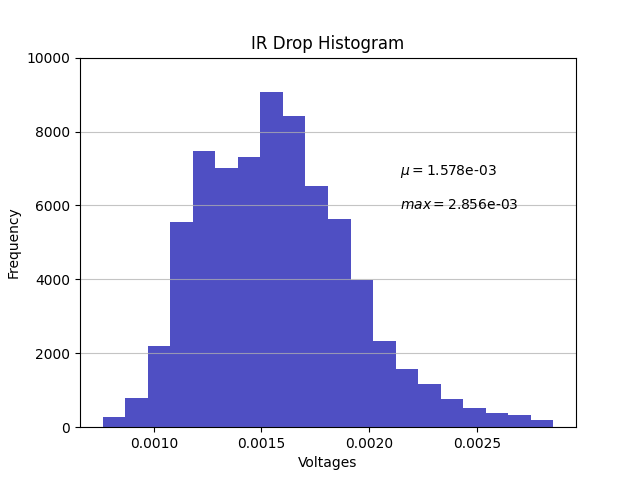 IR Drop Histogram
10000
8000
6000
4000
2000
0
Frequency
μ = 1.578e-03
max = 2.856e-03
0.0010 0.0015 0.0020 0.0025
Voltages